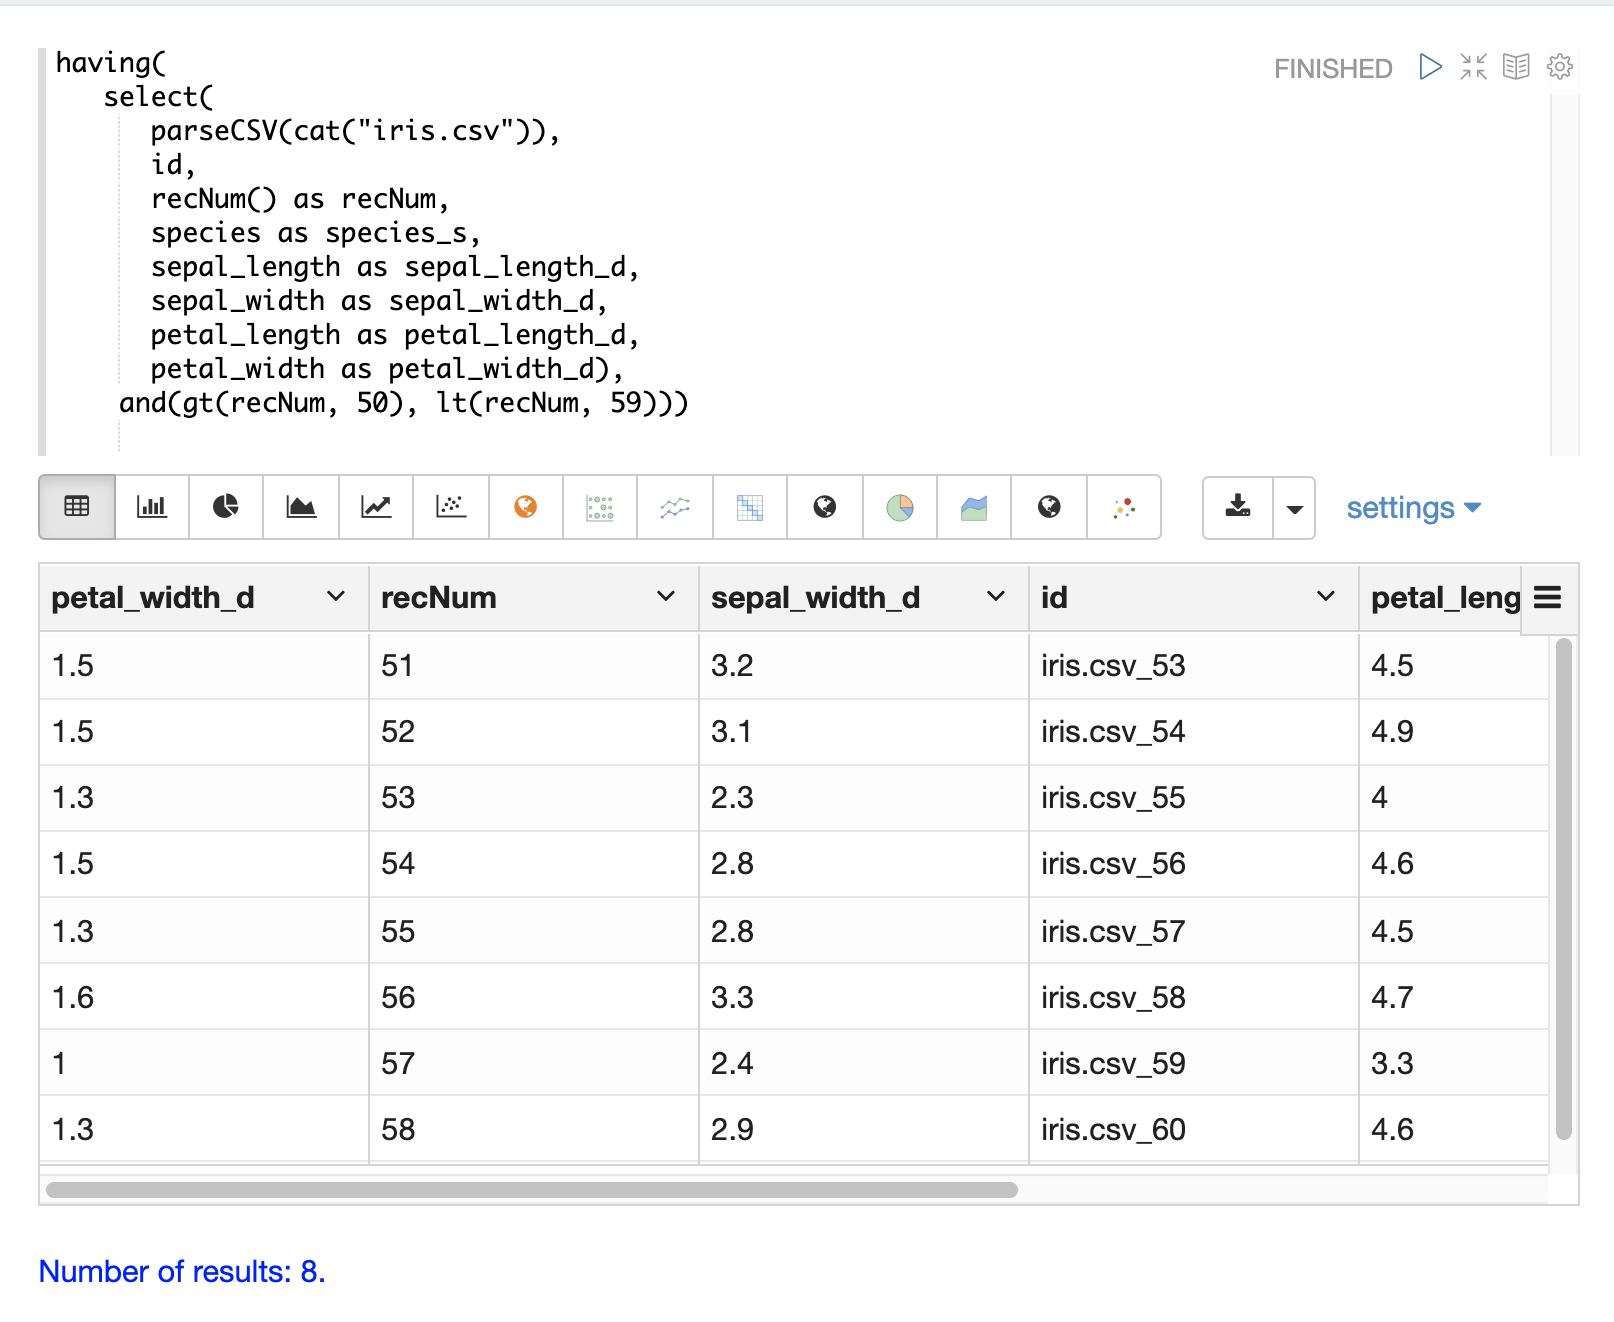 having(
select(
parseCSV(cat("iris.csv")),
id,
recNum() as recNum,
species as species_s,
sepal_length as sepal_length_d,
sepal_width as sepal_width_d,
petal_length as petal_length_d,
petal_width as petal_width_d),
and(gt(recNum, 50), lt(recNum, 59)))
FINISHED
settings
petal_width_d recNum sepal_width_d id petal_leng
1.5 51 3.2 iris.csv_53 4.5
1.5 52 3.1 iris.csv_54 4.9
1.3 53 2.3 iris.csv_55 4
1.5 54 2.8 iris.csv_56 4.6
1.3 55 2.8 iris.csv_57 4.5
1.6 56 3.3 iris.csv_58 4.7
1 57 2.4 iris.csv_59 3.3
1.3 58 2.9 iris.csv_60 4.6
Number of results: 8.